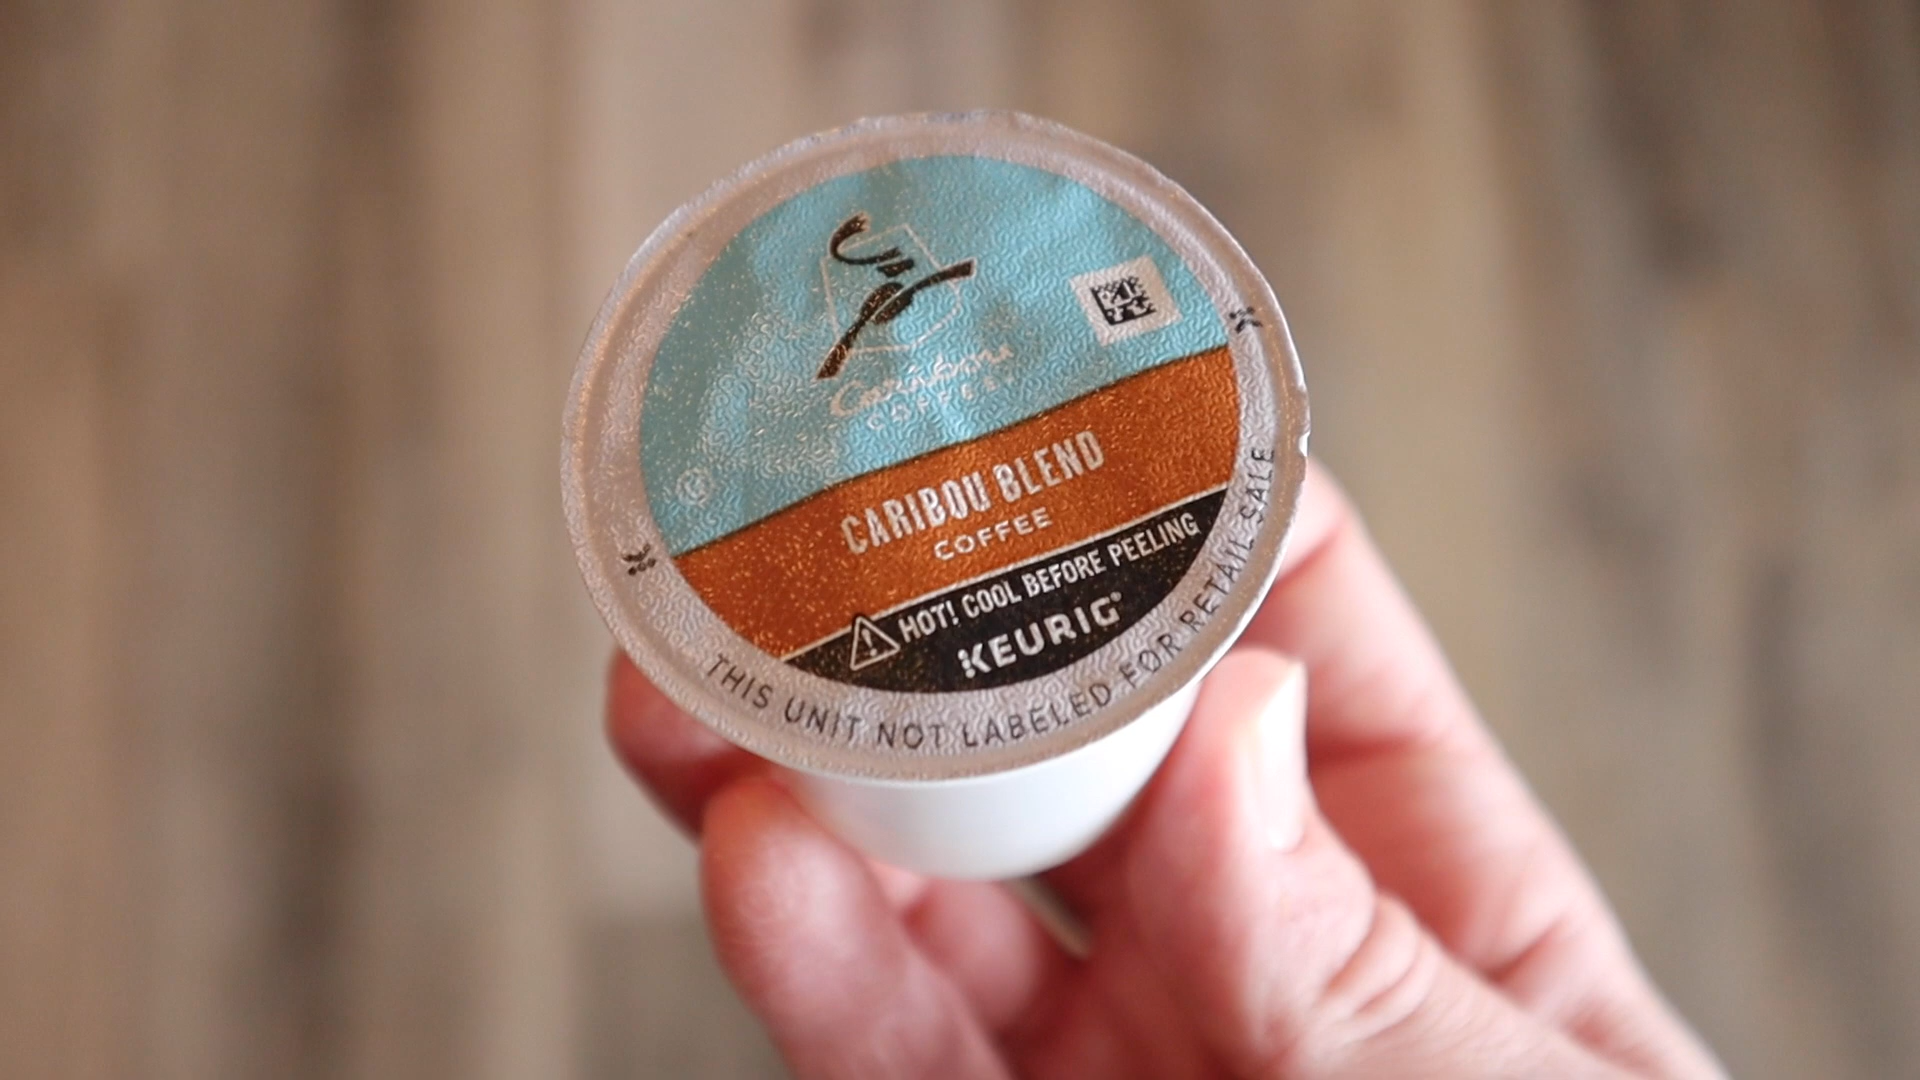 Caribou
COFFEE
CARIBOU BLEND
COFFEE
HOT! COOL BEFORE PEELING
KEURIG
THIS UNIT NOT LABELED FOR RETAIL SALE